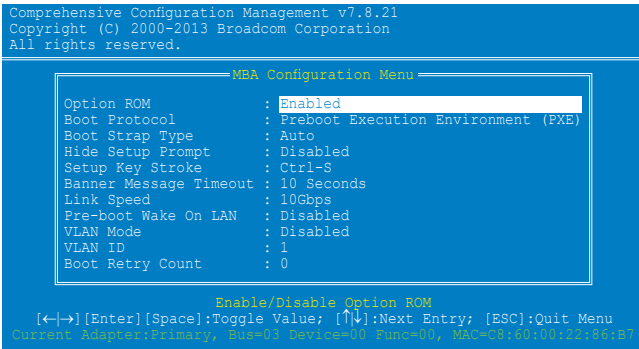 Comprehensive Configuration Management v7.8.21
Copyright (C) 2000-2013 Broadcom Corporation
All rights reserved.
MBA Configuration Menu
Option ROM : Enabled
Boot Protocol : Preboot Execution Environment (PXE)
Boot Strap Type : Auto
Hide Setup Prompt : Disabled
Setup Key Stroke : Ctrl-S
Banner Message Timeout : 10 Seconds
Link Speed : 10Gbps
Pre-boot Wake On LAN : Disabled
VLAN Mode : Disabled
VLAN ID : 1
Boot Retry Count : 0
Enable/Disable Option ROM
[←|→][Enter][Space]:Toggle Value; [↑|↓]:Next Entry; [ESC]:Quit Menu
Current Adapter:Primary, Bus=03 Device=00 Func=00, MAC=C8:60:00:22:86:B7